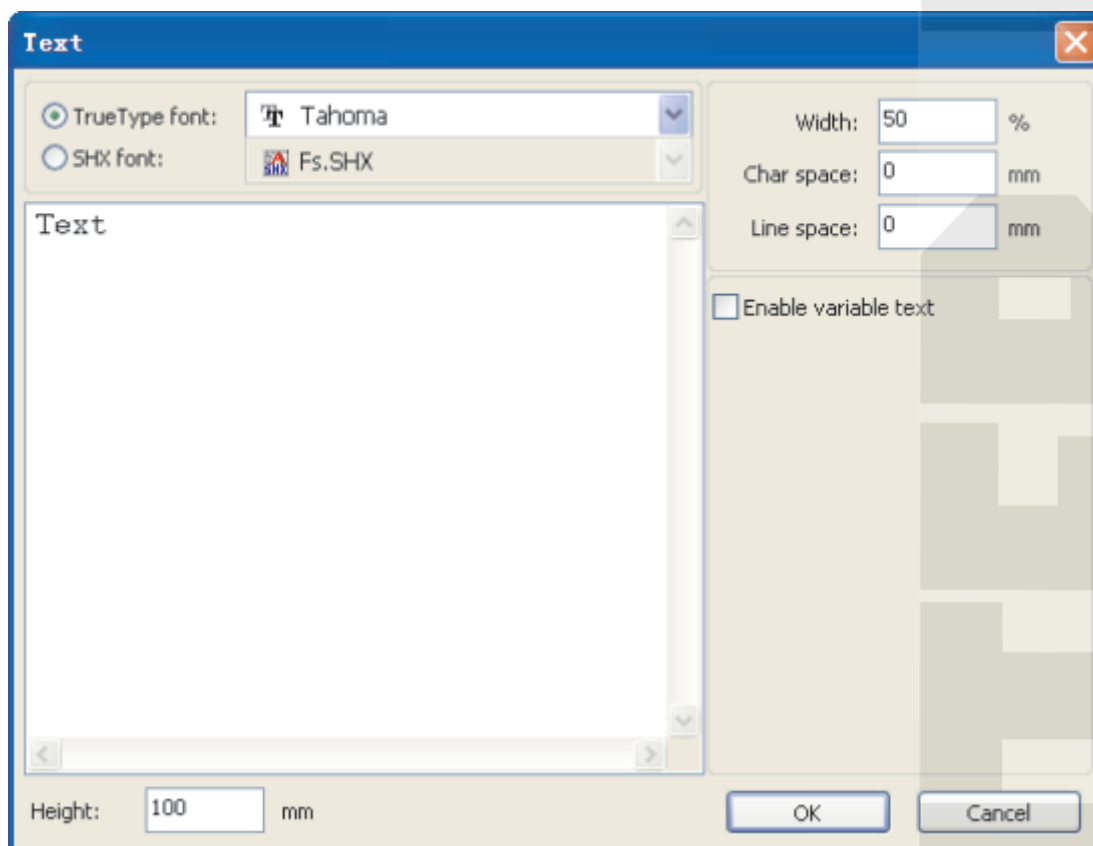 Text
TrueType font: Tahoma
SHX font: Fs.SHX
Width: 50 %
Char space: 0 mm
Line space: 0 mm
Text
Enable variable text
Height: 100 mm
OK Cancel